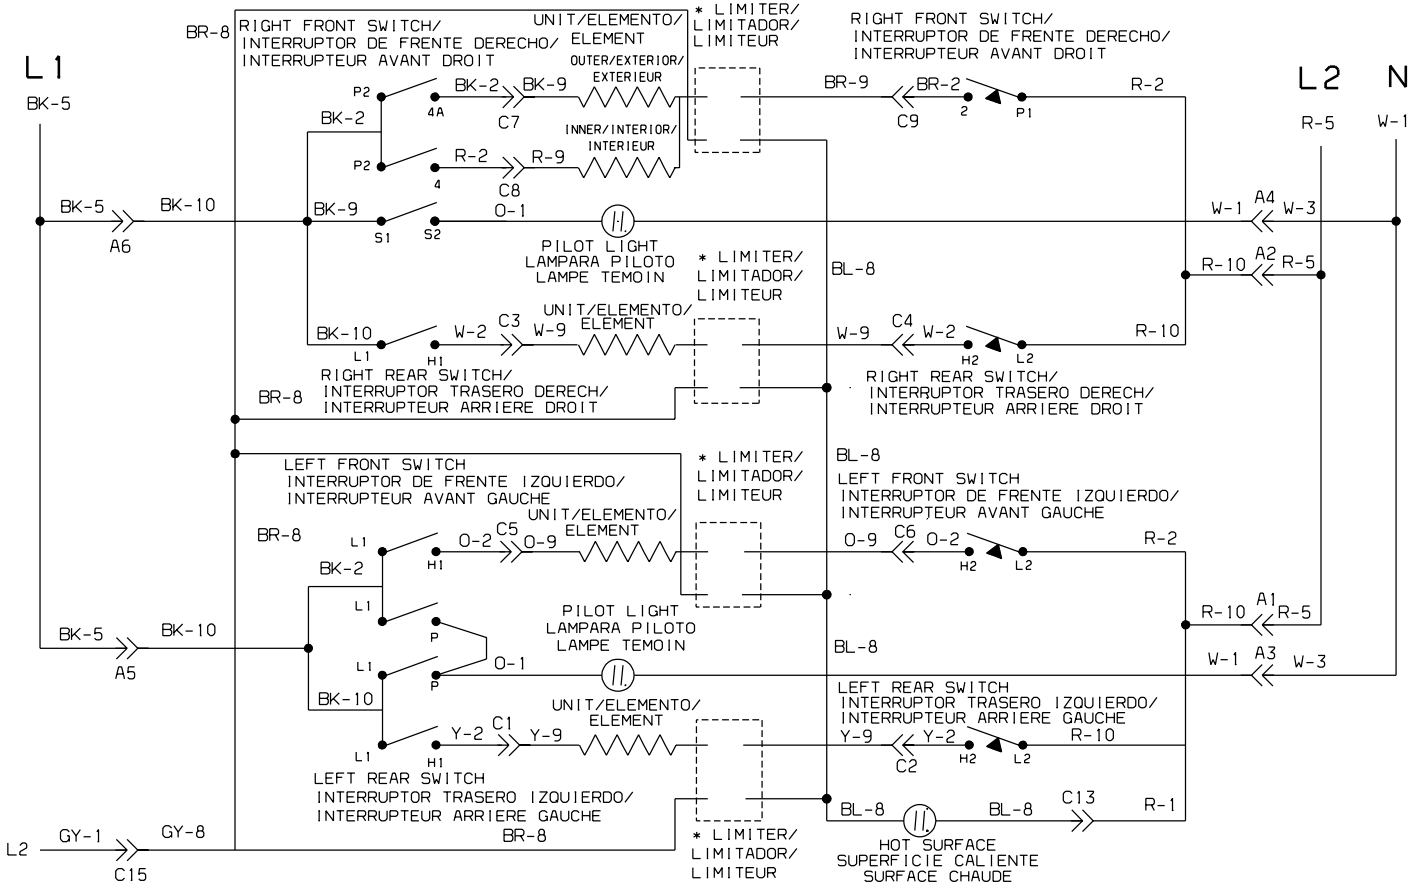 BR-8
RIGHT FRONT SWITCH/
INTERRUPTOR DE FRENTE DERECHO/
INTERRUPTEUR AVANT DROIT
UNIT/ELEMENTO/
ELEMENT
OUTER/EXTERIOR/
EXTERIEUR
* LIMITER/
LIMITADOR/
LIMITEUR
RIGHT FRONT SWITCH/
INTERRUPTOR DE FRENTE DERECHO/
INTERRUPTEUR AVANT DROIT
L1
BK-5
L2
R-5
N
W-1
P2
4A
BK-2
C7
BK-9
BR-9
C9
BR-2
2
P1
R-2
BK-2
INNER/INTERIOR/
INTERIEUR
P2
4
R-2
C8
R-9
BK-5
A6
BK-10
BK-9
S1
S2
O-1
W-1
A4
W-3
PILOT LIGHT
LAMPARA PILOTO
LAMPE TEMOIN
* LIMITER/
LIMITADOR/
LIMITEUR
BL-8
R-10
A2
R-5
UNIT/ELEMENTO/
ELEMENT
BK-10
L1
H1
W-2
C3
W-9
W-9
C4
W-2
H2
L2
R-10
RIGHT REAR SWITCH/
INTERRUPTOR TRASERO DERECH/
INTERRUPTEUR ARRIERE DROIT
RIGHT REAR SWITCH/
INTERRUPTOR TRASERO DERECH/
INTERRUPTEUR ARRIERE DROIT
BR-8
LEFT FRONT SWITCH
INTERRUPTOR DE FRENTE IZQUIERDO/
INTERRUPTEUR AVANT GAUCHE
* LIMITER/
LIMITADOR/
LIMITEUR
BL-8
LEFT FRONT SWITCH
INTERRUPTOR DE FRENTE IZQUIERDO/
INTERRUPTEUR AVANT GAUCHE
UNIT/ELEMENTO/
ELEMENT
BR-8
L1
H1
O-2
C5
O-9
O-9
C6
O-2
H2
L2
R-2
BK-2
L1
P
PILOT LIGHT
LAMPARA PILOTO
LAMPE TEMOIN
R-10
A1
R-5
BK-5
A5
BK-10
L1
P
O-1
BL-8
W-1
A3
W-3
BK-10
LEFT REAR SWITCH
INTERRUPTOR TRASERO IZQUIERDO/
INTERRUPTEUR ARRIERE GAUCHE
UNIT/ELEMENTO/
ELEMENT
L1
H1
Y-2
C1
Y-9
Y-9
C2
Y-2
H2
L2
R-10
LEFT REAR SWITCH
INTERRUPTOR TRASERO IZQUIERDO/
INTERRUPTEUR ARRIERE GAUCHE
BL-8
BL-8
C13
R-1
L2
GY-1
C15
GY-8
BR-8
* LIMITER/
LIMITADOR/
LIMITEUR
HOT SURFACE
SUPERFICIE CALIENTE
SURFACE CHAUDE